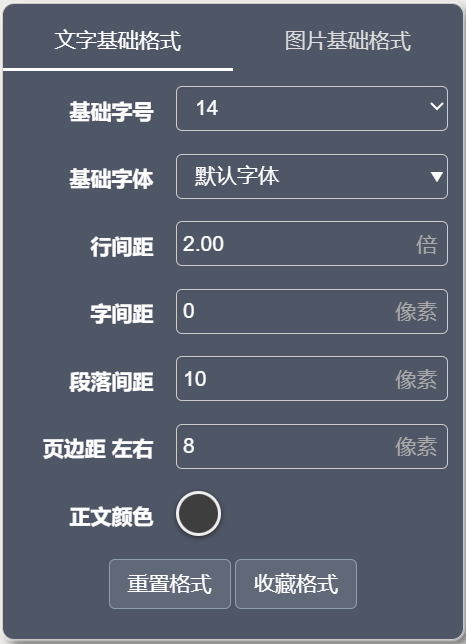 文字基础格式 图片基础格式
基础字号 14
基础字体 默认字体
行间距 2.00 倍
字间距 0 像素
段落间距 10 像素
页边距 左右 8 像素
正文颜色
重置格式 收藏格式